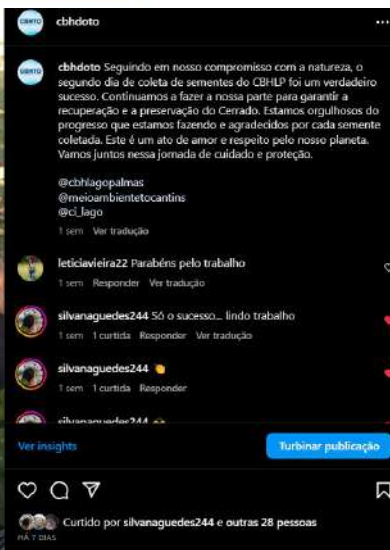 cbhdoto
cbhdoto Seguindo em nosso compromisso com a natureza, o
segundo dia de coleta de sementes do CBHLP foi um verdadeiro
sucesso. Continuamos a fazer a nossa parte para garantir a
recuperação e a preservação do Cerrado. Estamos orgulhosos do
progresso que estamos fazendo e agradecidos por cada semente
coletada. Este é um ato de amor e respeito pelo nosso planeta.
Vamos juntos nessa jornada de cuidado e proteção.
@cbhlagopalmas
@meioambientetocantins
@ci_lago
1 sem Ver tradução
leticiavieira22 Parabéns pelo trabalho
1 sem Responder Ver tradução
silvanaguedes244 Só o sucesso... lindo trabalho
1 sem 1 curtida Responder Ver tradução
silvanaguedes244 👏
1 sem 1 curtida Responder
silvanaguedes244
Ver insights Turbinar publicação
Curtido por silvanaguedes244 e outras 28 pessoas
HÁ 7 DIAS